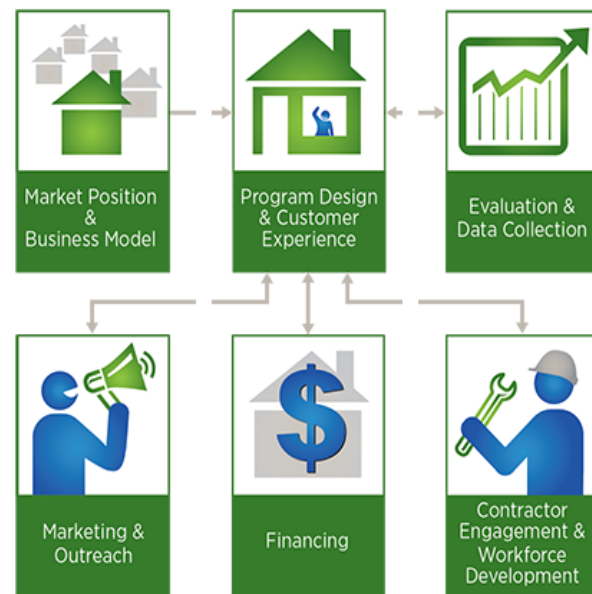 Market Position
&
Business Model
Program Design
& Customer
Experience
Evaluation &
Data Collection
Marketing &
Outreach
Financing
Contractor
Engagement &
Workforce
Development